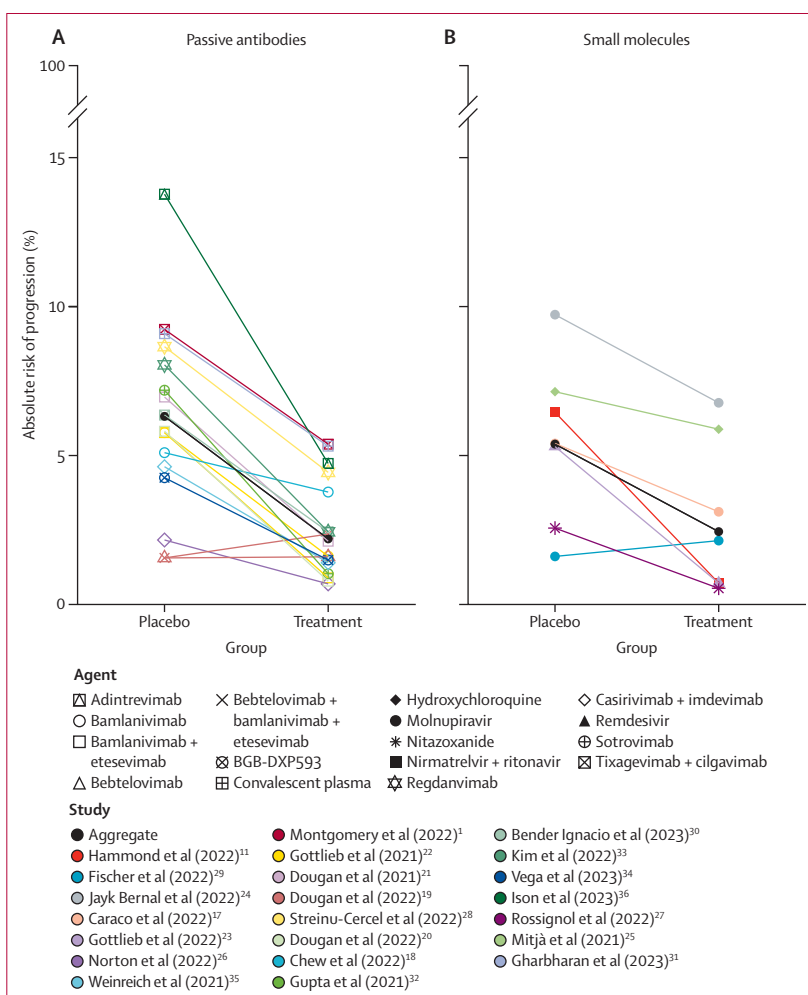 A Passive antibodies
B Small molecules
100
15
10
5
0
Absolute risk of progression (%)
Placebo Treatment
Group
Placebo Treatment
Group
Agent
Adintrevimab
Bamlanivimab
Bamlanivimab +
etesevimab
Bebtelovimab
Bebtelovimab +
bamlanivimab +
etesevimab
BGB-DXP593
Convalescent plasma
Hydroxychloroquine
Molnupiravir
Nitazoxanide
Nirmatrelvir + ritonavir
Regdanvimab
Casirivimab + imdevimab
Remdesivir
Sotrovimab
Tixagevimab + cilgavimab
Study
Aggregate
Hammond et al (2022)11
Fischer et al (2022)29
Jayk Bernal et al (2022)24
Caraco et al (2022)17
Gottlieb et al (2022)23
Norton et al (2022)26
Weinreich et al (2021)35
Montgomery et al (2022)1
Gottlieb et al (2021)22
Dougan et al (2021)21
Dougan et al (2022)19
Streinu-Cercel et al (2022)28
Dougan et al (2022)20
Chew et al (2022)18
Gupta et al (2021)32
Bender Ignacio et al (2023)30
Kim et al (2022)33
Vega et al (2023)34
Ison et al (2023)36
Rossignol et al (2022)27
Mitjà et al (2021)25
Gharbharan et al (2023)31